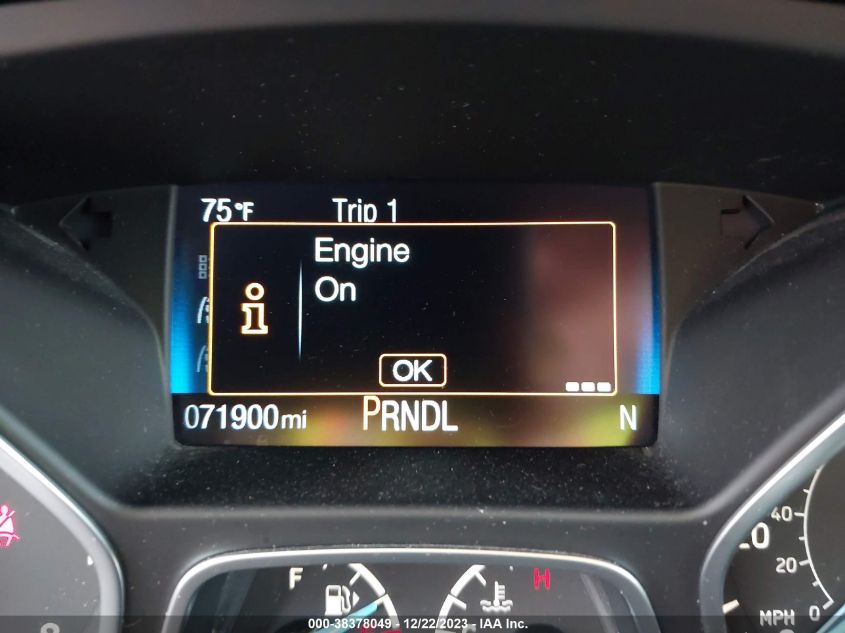 75°F Trip 1
Engine
On
OK
071900mi PRNDL N
40
20
F H
MPH 0
000-38378049 - 12/22/2023 - IAA Inc.